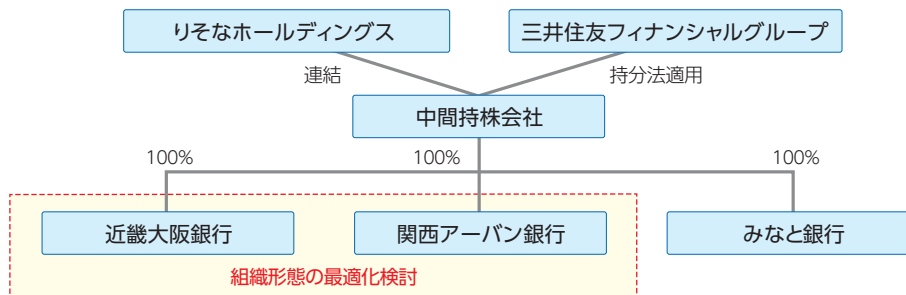 りそなホールディングス
三井住友フィナンシャルグループ
連結
持分法適用
中間持株会社
100%
100%
100%
近畿大阪銀行
関西アーバン銀行
みなと銀行
組織形態の最適化検討